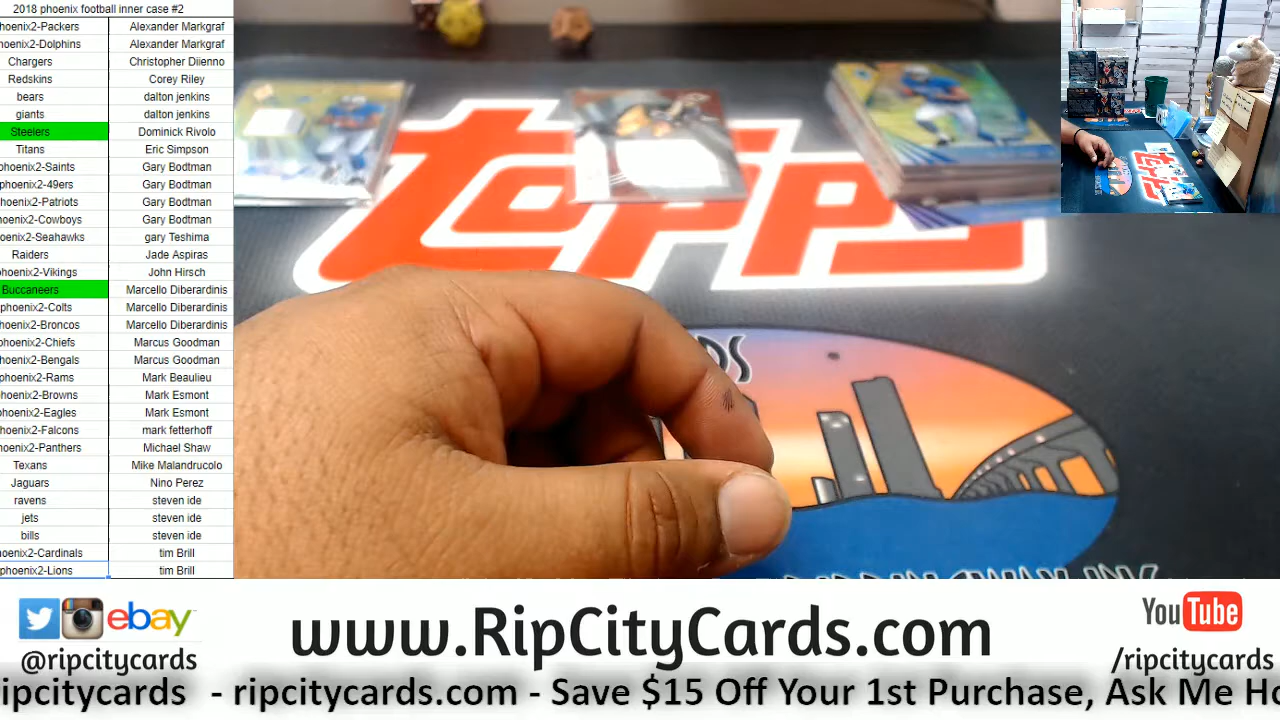 2018 phoenix football inner case #2
hoenix2-Packers Alexander Markgraf
hoenix2-Dolphins Alexander Markgraf
Chargers Christopher Diienno
Redskins Corey Riley
bears dalton jenkins
giants dalton jenkins
Steelers Dominick Rivolo
Titans Eric Simpson
phoenix2-Saints Gary Bodtman
phoenix2-49ers Gary Bodtman
phoenix2-Patriots Gary Bodtman
phoenix2-Cowboys Gary Bodtman
oenix2-Seahawks gary Teshima
Raiders Jade Aspiras
phoenix2-Vikings John Hirsch
Buccaneers Marcello Diberardinis
phoenix2-Colts Marcello Diberardinis
hoenix2-Broncos Marcello Diberardinis
phoenix2-Chiefs Marcus Goodman
hoenix2-Bengals Marcus Goodman
phoenix2-Rams Mark Beaulieu
hoenix2-Browns Mark Esmont
phoenix2-Eagles Mark Esmont
phoenix2-Falcons mark fetterhoff
hoenix2-Panthers Michael Shaw
Texans Mike Malandrucolo
Jaguars Nino Perez
ravens steven ide
jets steven ide
bills steven ide
hoenix2-Cardinals tim Brill
phoenix2-Lions tim Brill
topps
RDS
ebay
@ripcitycards
www.RipCityCards.com
YouTube
/ripcitycards
ipcitycards - ripcitycards.com - Save $15 Off Your 1st Purchase, Ask Me Ho